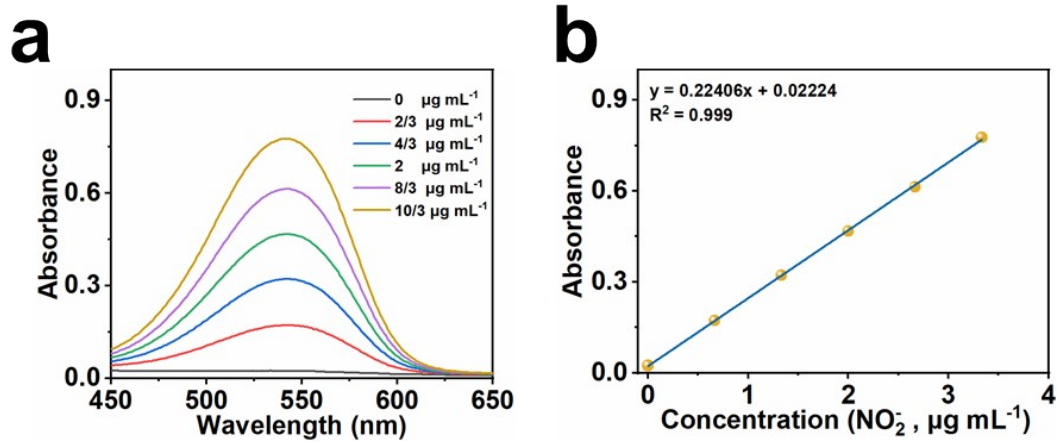 a
0.9
0.6
0.3
0.0
Absorbance
450 500 550 600 650
Wavelength (nm)
0 µg mL⁻¹
2/3 µg mL⁻¹
4/3 µg mL⁻¹
2 µg mL⁻¹
8/3 µg mL⁻¹
10/3 µg mL⁻¹
b
y = 0.22406x + 0.02224
R² = 0.999
0.9
0.6
0.3
0.0
Absorbance
0 1 2 3 4
Concentration (NO₂⁻, µg mL⁻¹)